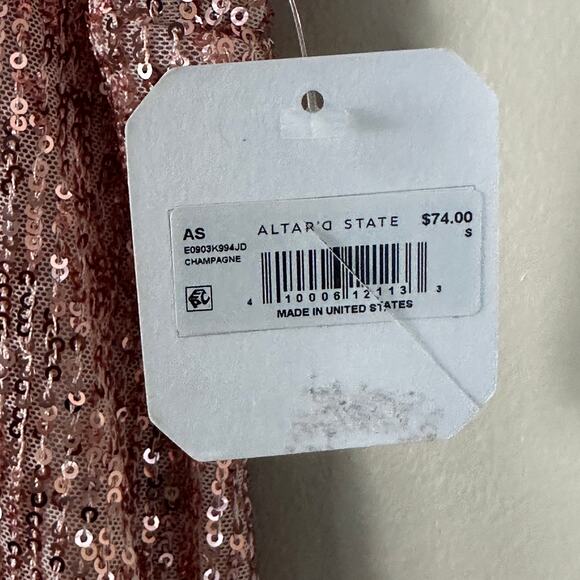 AS ALTAR'D STATE $74.00
E0903K994JD S
CHAMPAGNE
4 10006 12113 3
MADE IN UNITED STATES